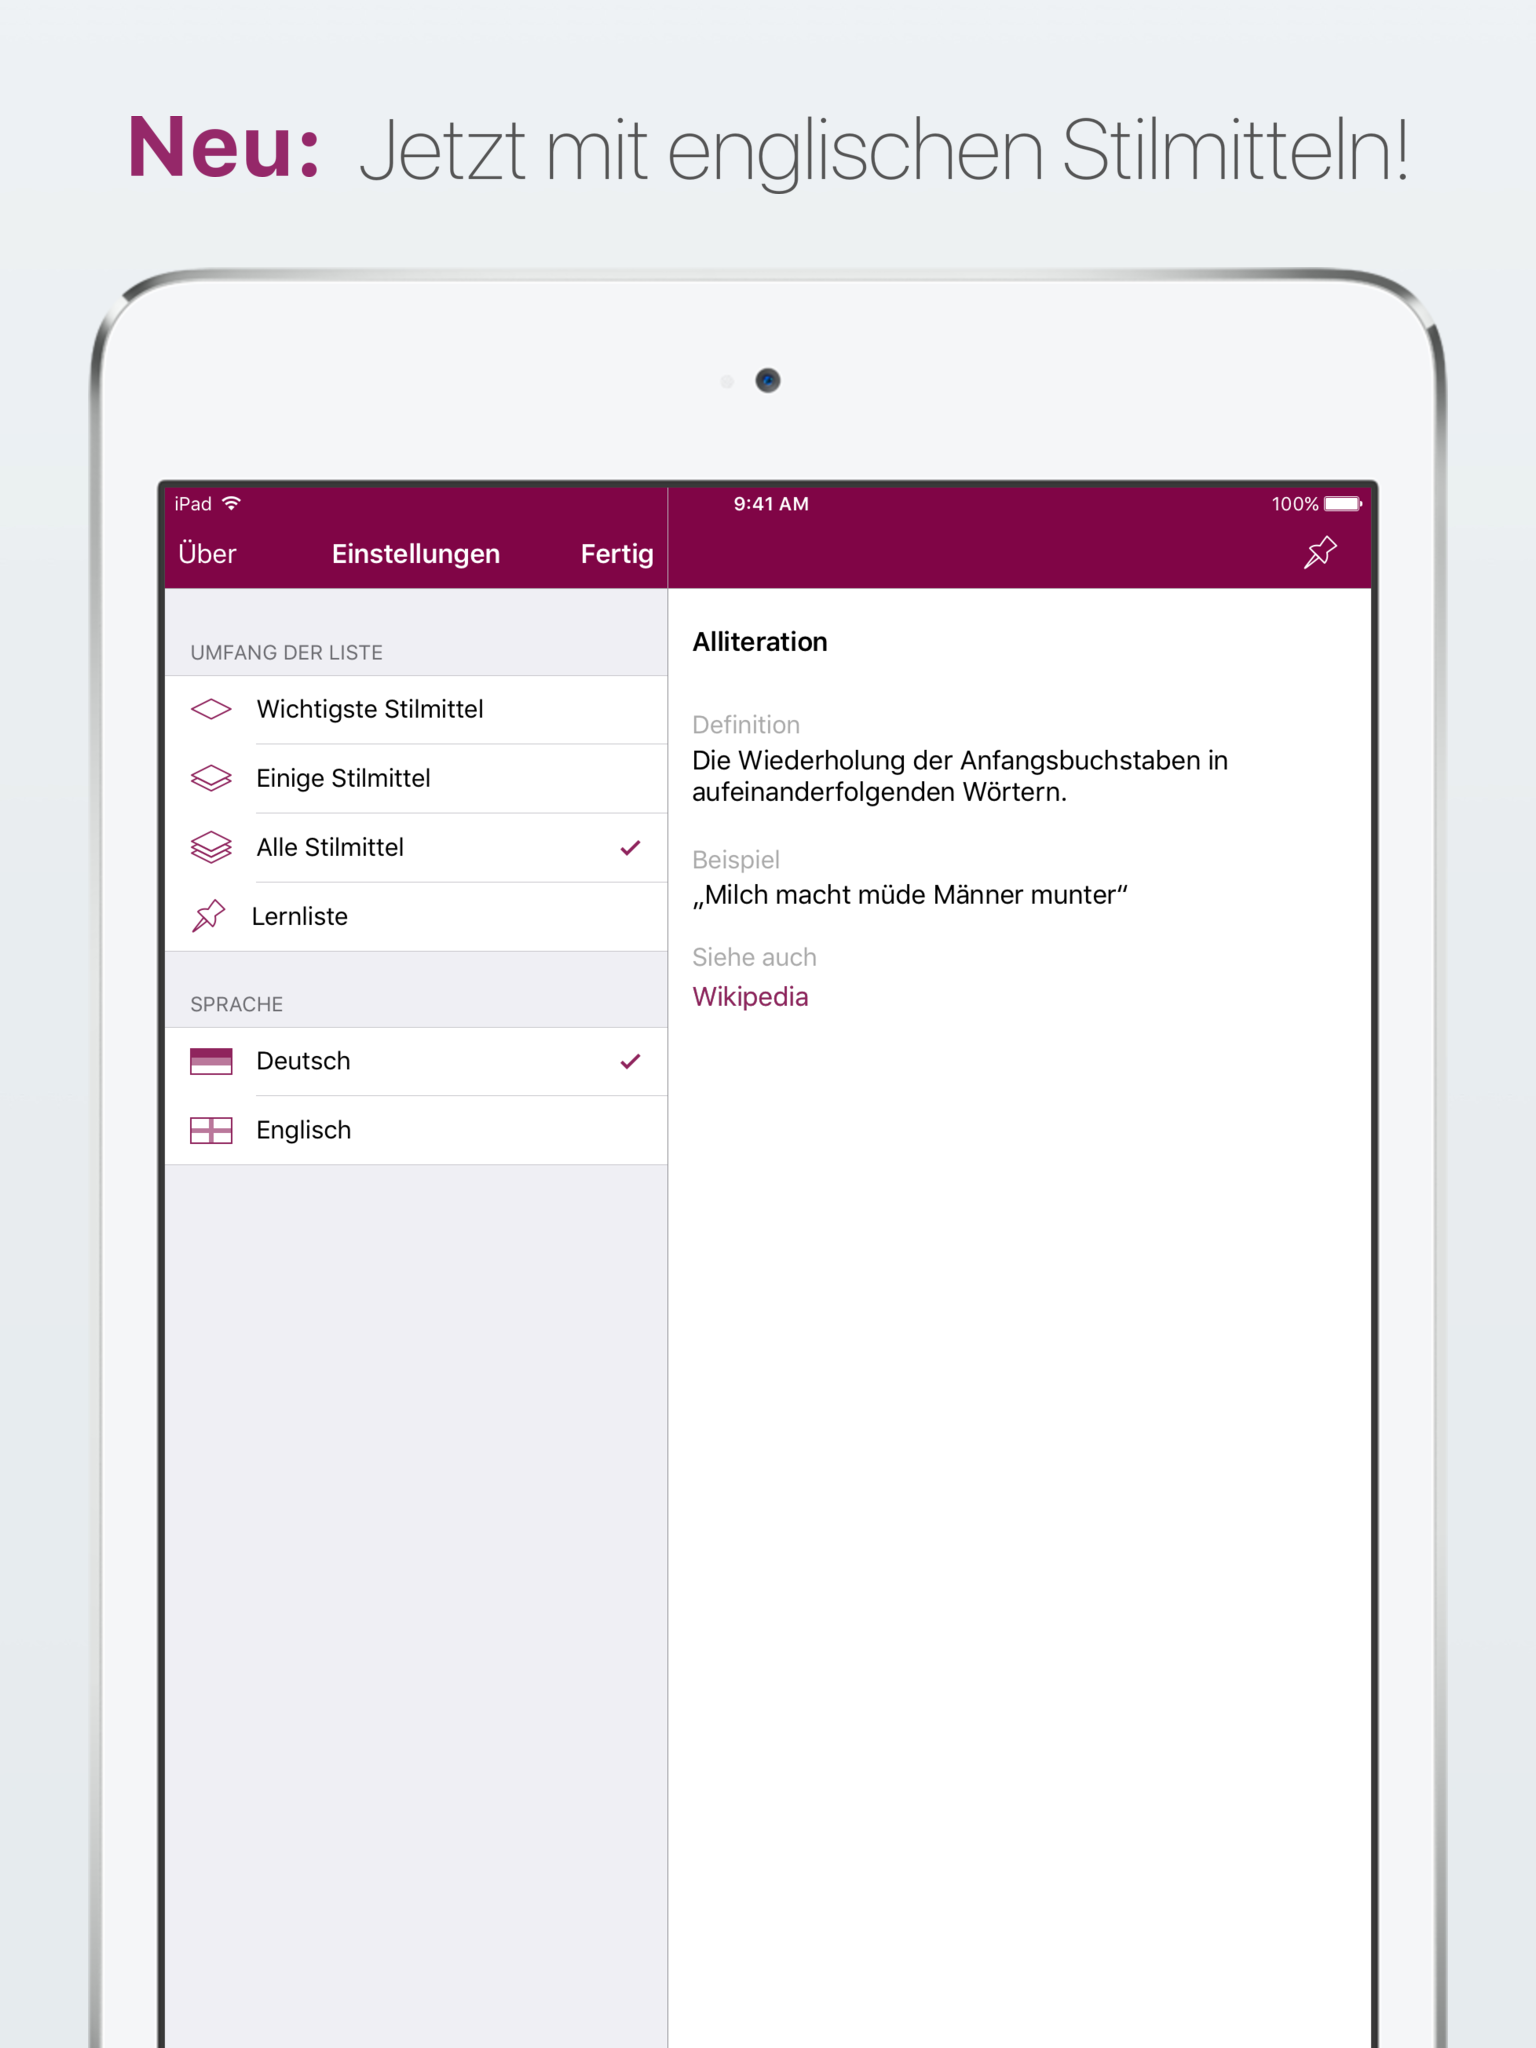 Neu: Jetzt mit englischen Stilmitteln!
iPad 9:41 AM 100%
Über Einstellungen Fertig
UMFANG DER LISTE
Wichtigste Stilmittel
Einige Stilmittel
Alle Stilmittel
Lernliste
SPRACHE
Deutsch
Englisch
Alliteration
Definition
Die Wiederholung der Anfangsbuchstaben in
aufeinanderfolgenden Wörtern.
Beispiel
„Milch macht müde Männer munter“
Siehe auch
Wikipedia